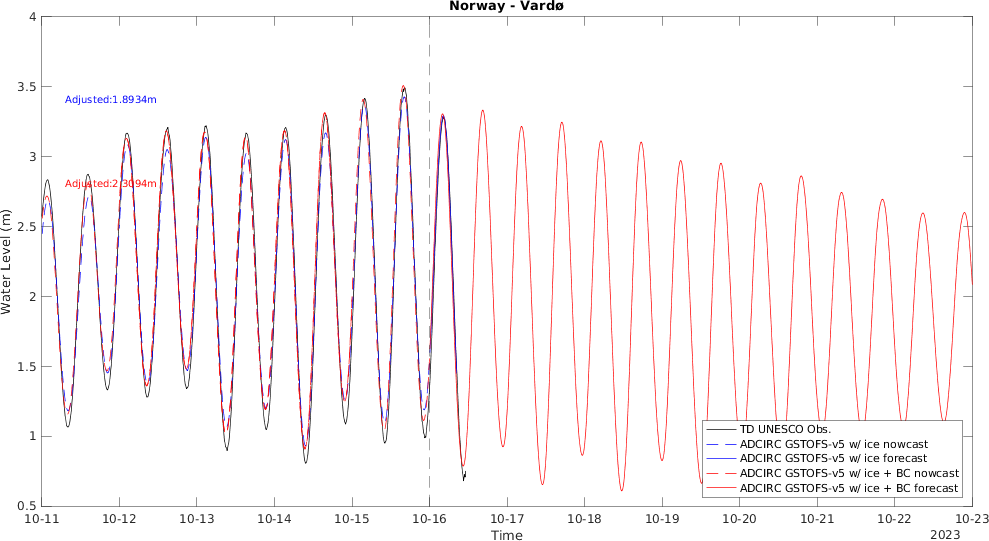 Norway - Vardø
4
3.5
3
2.5
2
1.5
1
0.5
Water Level (m)
Adjusted:1.8934m
Adjusted:2.3094m
TD UNESCO Obs.
ADCIRC GSTOFS-v5 w/ ice nowcast
ADCIRC GSTOFS-v5 w/ ice forecast
ADCIRC GSTOFS-v5 w/ ice + BC nowcast
ADCIRC GSTOFS-v5 w/ ice + BC forecast
10-11 10-12 10-13 10-14 10-15 10-16 10-17 10-18 10-19 10-20 10-21 10-22 10-23
Time
2023